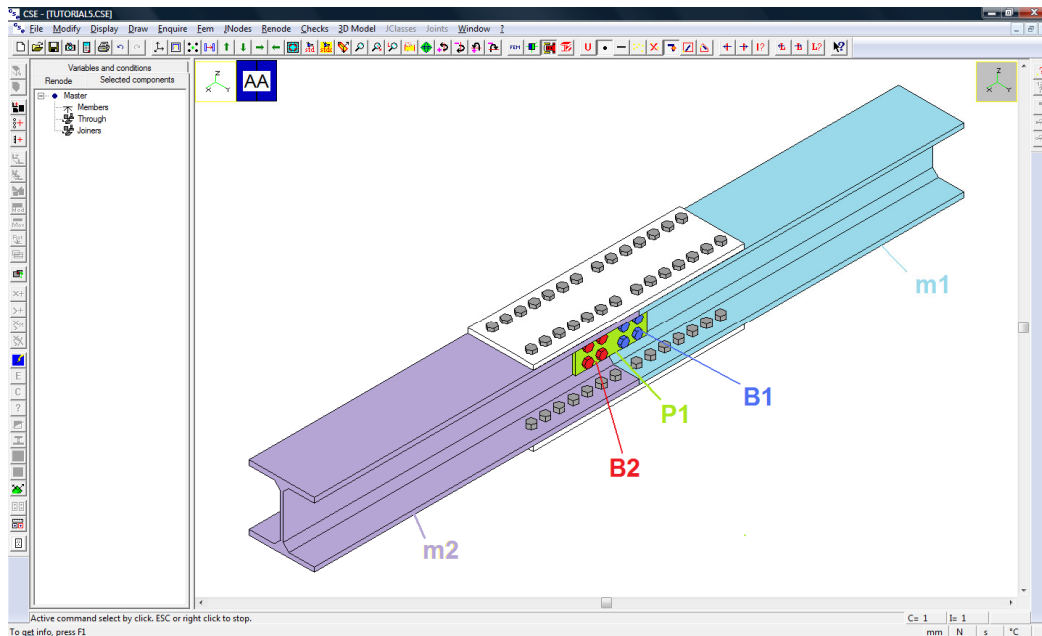 CSE - [TUTORIAL5.CSE]
File Modify Display Draw Enquire Fem JNodes Renode Checks 3D Model JClasses Joints Window ?
Variables and conditions
Renode Selected components
Master
Members
Through
Joiners
AA
m1
B1
P1
B2
m2
Active command select by click. ESC or right click to stop.
C= 1 I= 1
To get info, press F1
mm N s °C